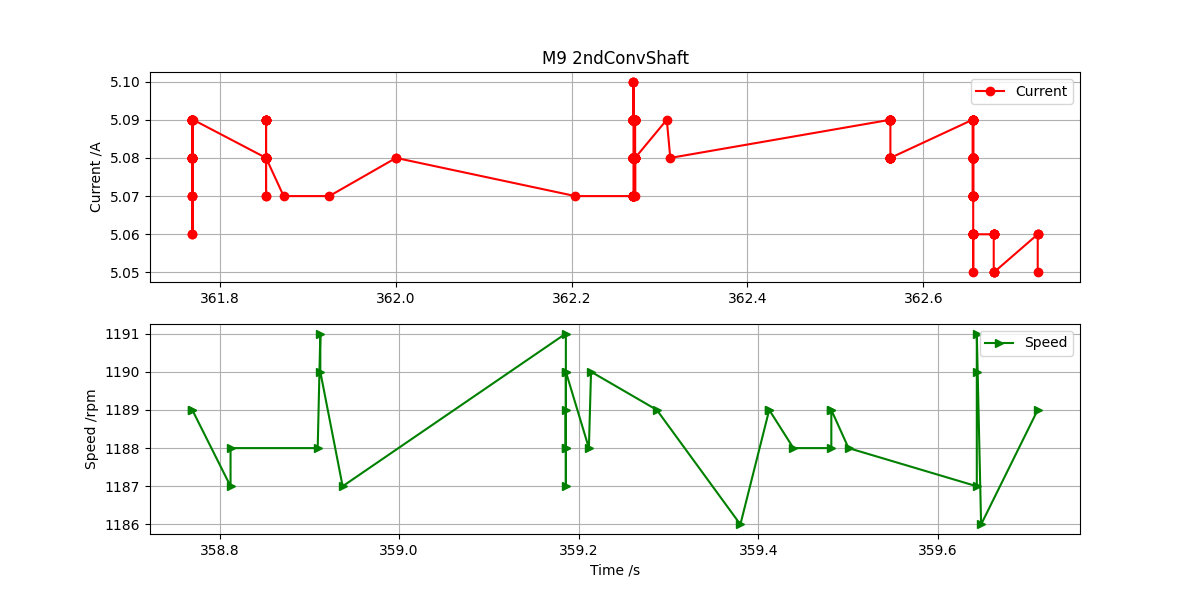 M9 2ndConvShaft
5.10
5.09
5.08
5.07
5.06
5.05
Current /A
Current
361.8 362.0 362.2 362.4 362.6
1191
1190
1189
1188
1187
1186
Speed /rpm
Speed
358.8 359.0 359.2 359.4 359.6
Time /s